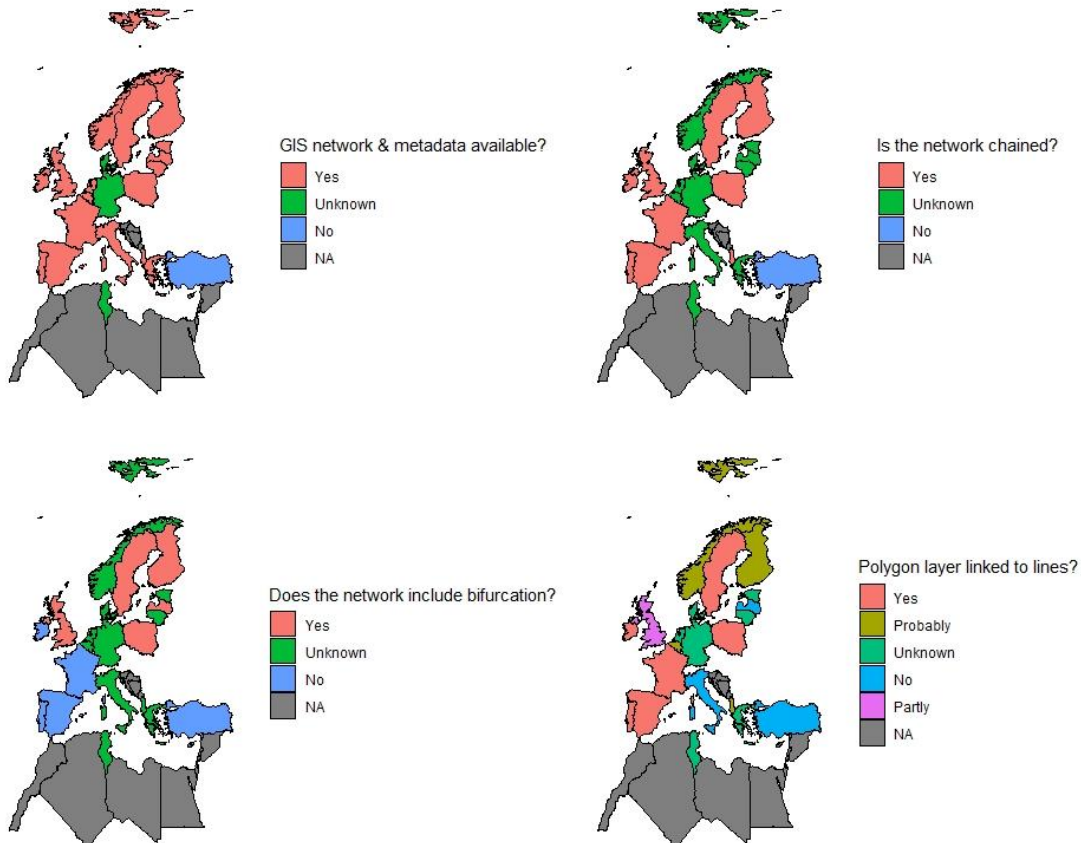 GIS network & metadata available?
Yes
Unknown
No
NA
Is the network chained?
Yes
Unknown
No
NA
Does the network include bifurcation?
Yes
Unknown
No
NA
Polygon layer linked to lines?
Yes
Probably
Unknown
No
Partly
NA